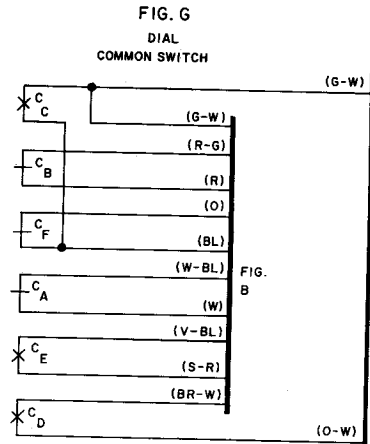 FIG. G
DIAL
COMMON SWITCH
(G-W)
C C
(G-W)
(R-G)
C B
(R)
(O)
C F
(BL)
(W-BL)
FIG. B
C A
(W)
(V-BL)
C E
(S-R)
(BR-W)
C D
(O-W)